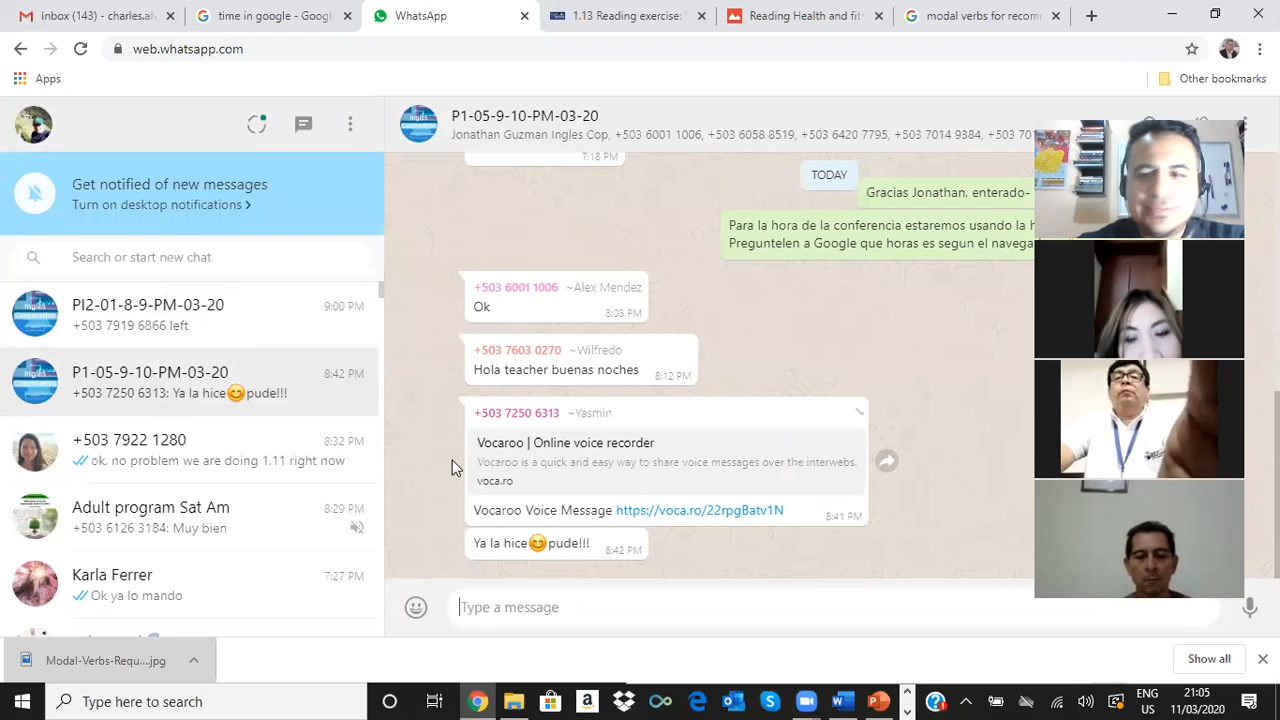 Inbox (143) - charles.al
time in google - Google
WhatsApp
1.13 Reading exercise:
Reading Health and fit
modal verbs for recom
web.whatsapp.com
Apps
Other bookmarks
P1-05-9-10-PM-03-20
Jonathan Guzman Ingles Cop, +503 6001 1006, +503 6058 8519, +503 6420 7795, +503 7014 9384, +503 70
Get notified of new messages
Turn on desktop notifications >
Search or start new chat
PI2-01-8-9-PM-03-20
9:00 PM
+503 7919 6866 left
P1-05-9-10-PM-03-20
8:42 PM
+503 7250 6313: Ya la hice😊pude!!!
+503 7922 1280
8:32 PM
ok, no problem we are doing 1.11 right now
Adult program Sat Am
8:29 PM
+503 6126 3184: Muy bien
Karla Ferrer
7:27 PM
Ok ya lo mando
7:18 PM
TODAY
Gracias Jonathan, enterado-
Para la hora de la conferencia estaremos usando la h
Preguntelen a Google que horas es segun el navega
+503 6001 1006 ~Alex Mendez
Ok
8:08 PM
+503 7603 0270 ~Wilfredo
Hola teacher buenas noches
8:12 PM
+503 7250 6313 ~Yasmin
Vocaroo | Online voice recorder
Vocaroo is a quick and easy way to share voice messages over the interwebs.
voca.ro
Vocaroo Voice Message https://voca.ro/22rpgBatv1N
8:41 PM
Ya la hice😊pude!!!
8:42 PM
Type a message
Modal-Verbs-Requ....jpg
Show all
Type here to search
ENG
US
21:05
11/03/2020